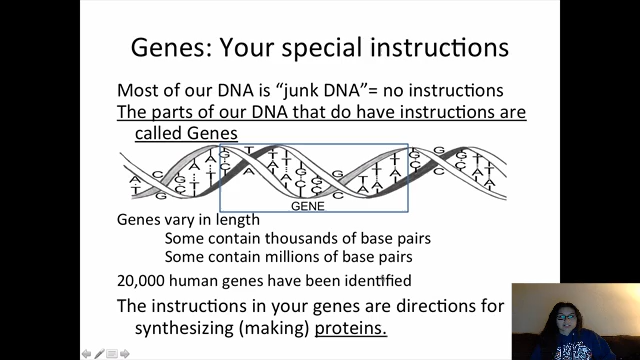 Genes: Your special instructions
Most of our DNA is “junk DNA”= no instructions
The parts of our DNA that do have instructions are
called Genes
GENE
Genes vary in length
Some contain thousands of base pairs
Some contain millions of base pairs
20,000 human genes have been identified
The instructions in your genes are directions for
synthesizing (making) proteins.